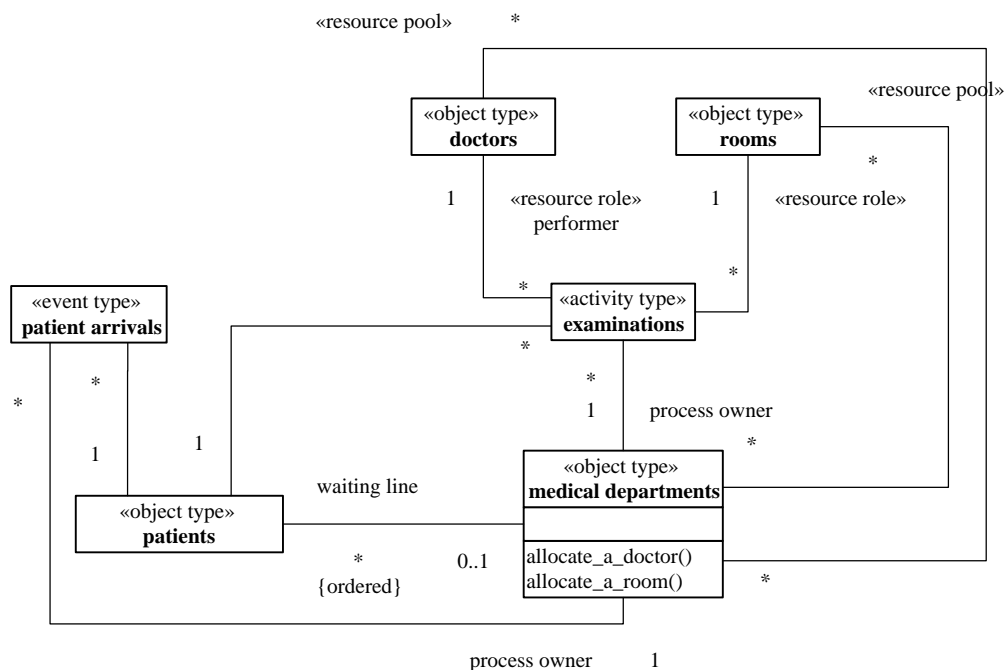 «resource pool» *
«resource pool»
«object type»
doctors
«object type»
rooms
*
1 «resource role»
performer
1 «resource role»
* *
«event type»
patient arrivals
«activity type»
examinations
*
* * *
1 process owner
1 1 *
«object type»
medical departments
waiting line
«object type»
patients
* 0..1
{ordered}
allocate_a_doctor()
allocate_a_room()
*
process owner 1